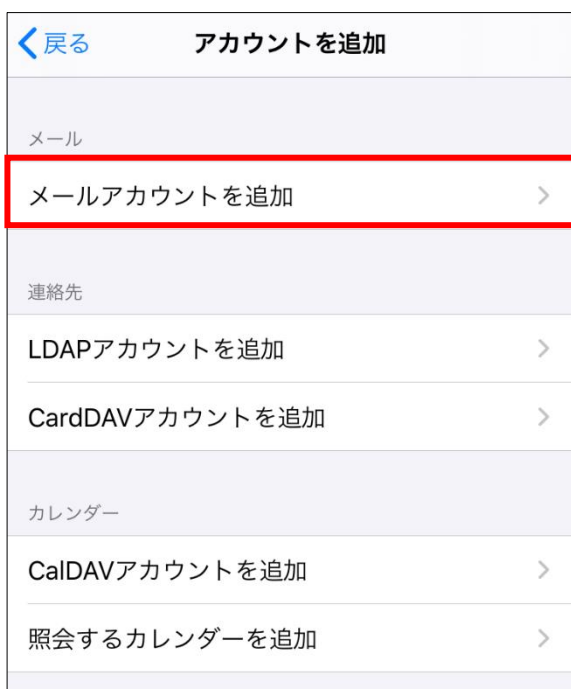 戻る
アカウントを追加
メール
メールアカウントを追加
連絡先
LDAPアカウントを追加
CardDAVアカウントを追加
カレンダー
CalDAVアカウントを追加
照会するカレンダーを追加